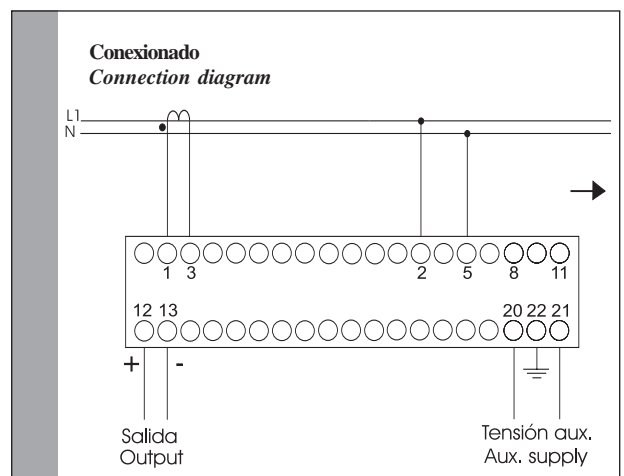 Conexionado
Connection diagram
L1
N
1 3 2 5 8 11
12 13 20 22 21
+ -
Salida Tensión aux.
Output Aux. supply